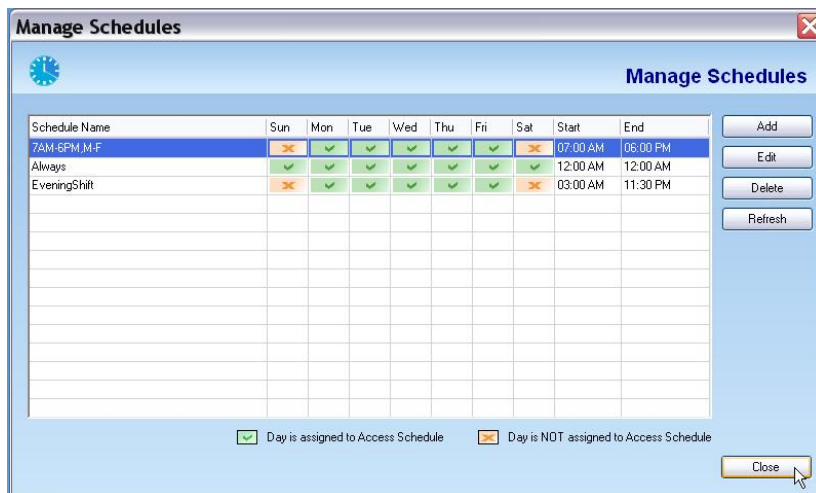 Manage Schedules
Manage Schedules
Schedule Name Sun Mon Tue Wed Thu Fri Sat Start End
7AM-6PM,M-F 07:00 AM 06:00 PM
Always 12:00 AM 12:00 AM
EveningShift 03:00 AM 11:30 PM
Add
Edit
Delete
Refresh
Day is assigned to Access Schedule Day is NOT assigned to Access Schedule
Close